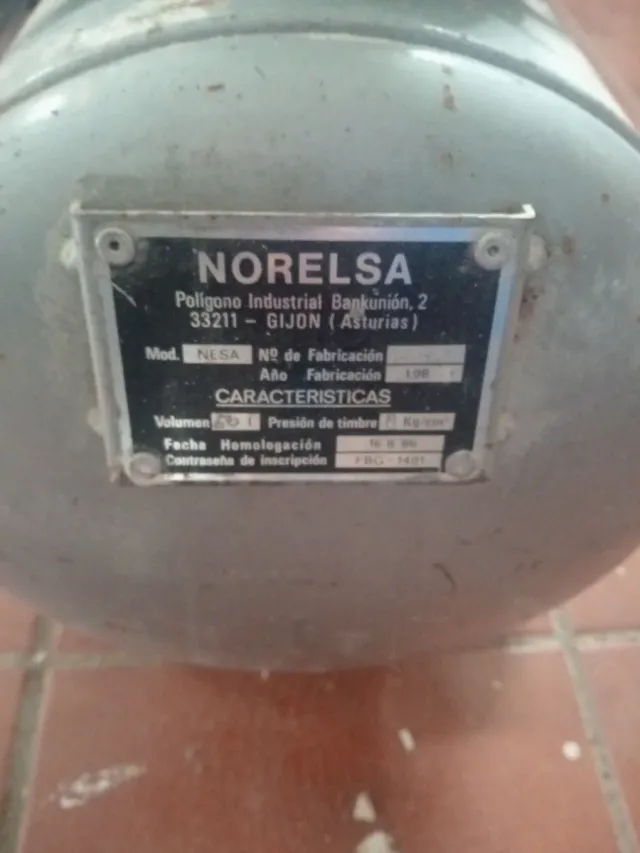 NORELSA
Polígono Industrial Bankunión, 2
33211 - GIJON (Asturias)
Mod. NESA Nº de Fabricación
Año Fabricación
CARACTERISTICAS
Volumen l Presión de timbre Kg/cm²
Fecha Homologación
Contraseña de inscripción